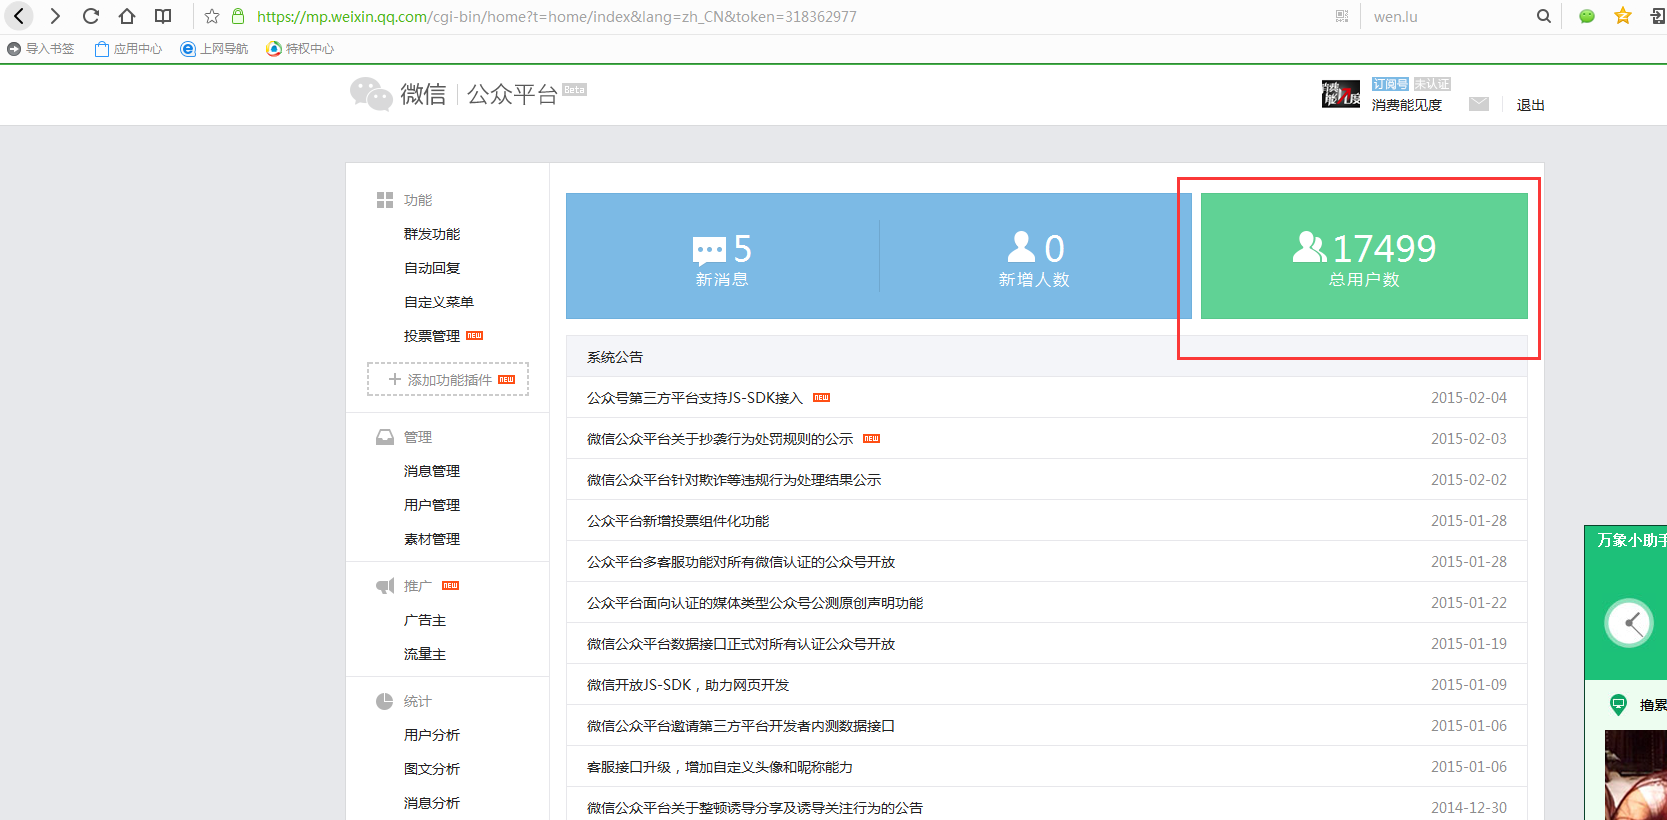 https://mp.weixin.qq.com/cgi-bin/home?t=home/index&lang=zh_CN&token=318362977
wen.lu
导入书签 应用中心 上网导航 特权中心
微信 公众平台 Beta
订阅号 未认证
消费能见度 退出
功能
群发功能
自动回复
自定义菜单
投票管理 NEW
添加功能插件 NEW
管理
消息管理
用户管理
素材管理
推广 NEW
广告主
流量主
统计
用户分析
图文分析
消息分析
5
新消息
0
新增人数
17499
总用户数
系统公告
公众号第三方平台支持JS-SDK接入 NEW 2015-02-04
微信公众平台关于抄袭行为处罚规则的公示 NEW 2015-02-03
微信公众平台针对欺诈等违规行为处理结果公示 2015-02-02
公众平台新增投票组件化功能 2015-01-28
公众平台多客服功能对所有微信认证的公众号开放 2015-01-28
公众平台面向认证的媒体类型公众号公测原创声明功能 2015-01-22
微信公众平台数据接口正式对所有认证公众号开放 2015-01-19
微信开放JS-SDK，助力网页开发 2015-01-09
微信公众平台邀请第三方平台开发者内测数据接口 2015-01-06
客服接口升级，增加自定义头像和昵称能力 2015-01-06
微信公众平台关于整顿诱导分享及诱导关注行为的公告 2014-12-30
万象小助手
撸累